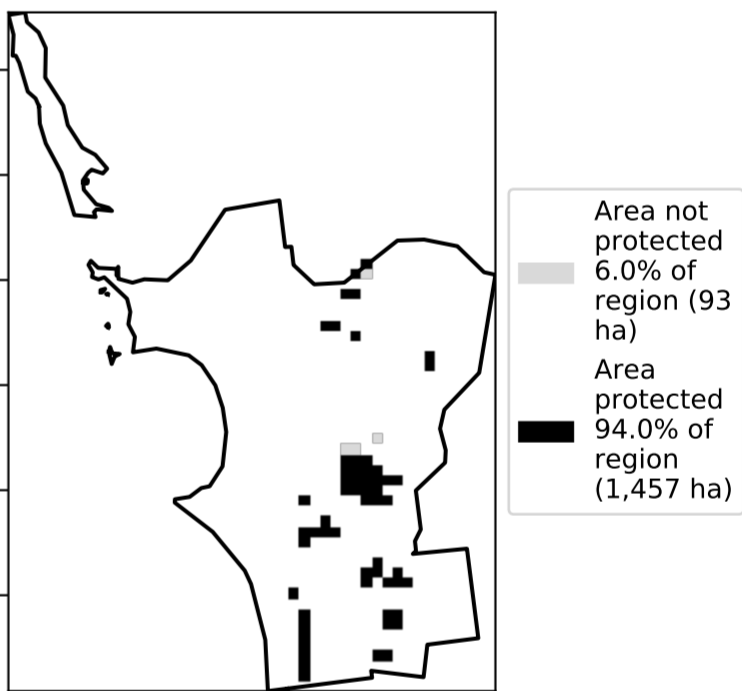 Area not
protected
6.0% of
region (93
ha)
Area
protected
94.0% of
region
(1,457 ha)